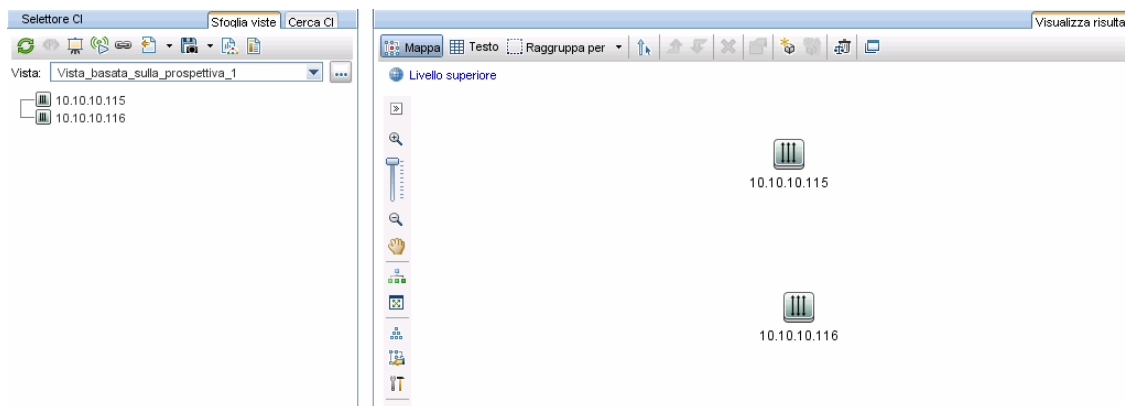 Selettore CI
Sfoglia viste
Cerca CI
Vista: Vista_basata_sulla_prospettiva_1
10.10.10.115
10.10.10.116
Visualizza risulta
Mappa Testo Raggruppa per
Livello superiore
10.10.10.115
10.10.10.116